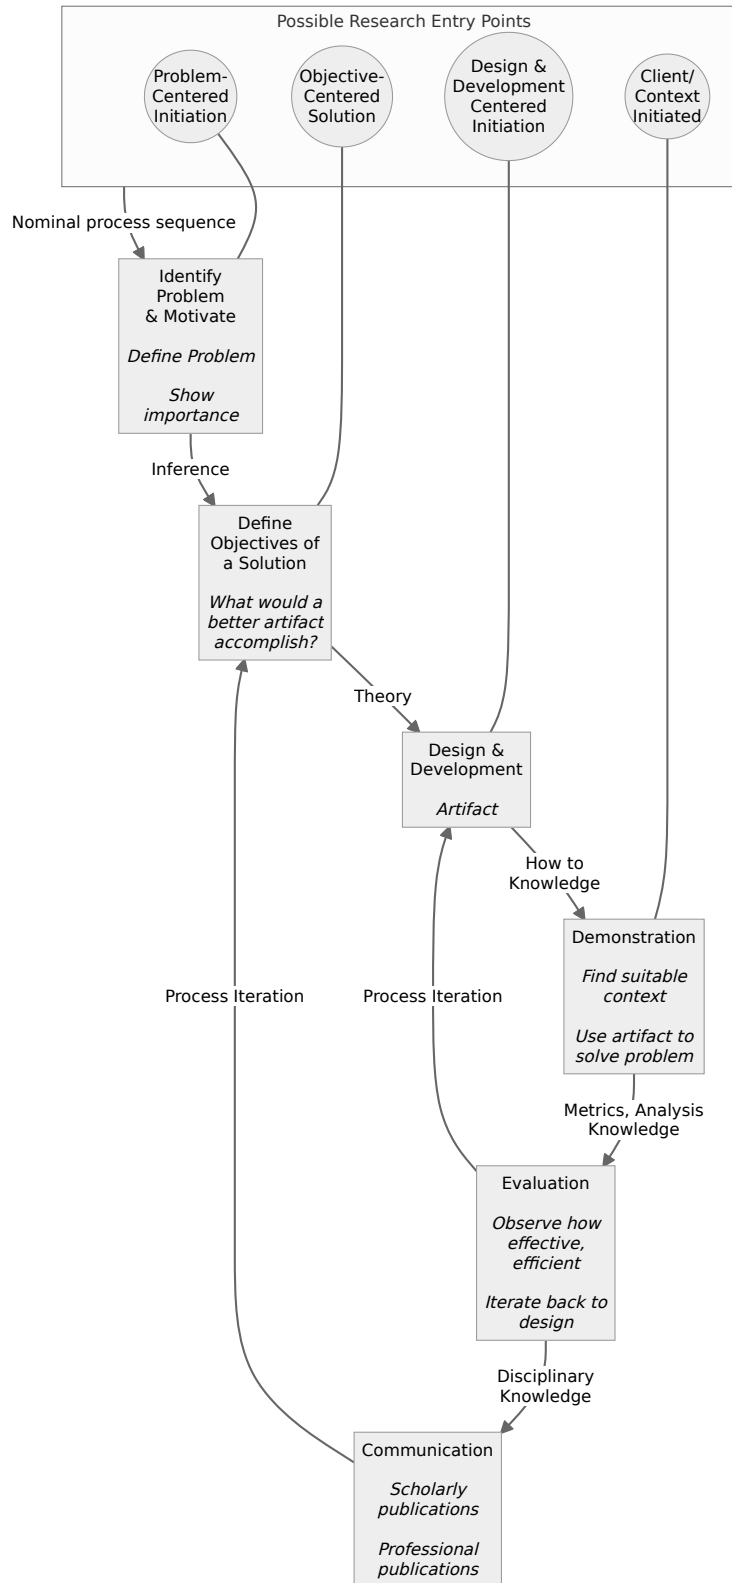 Possible Research Entry Points
Problem-
Centered
Initiation
Objective-
Centered
Solution
Design &
Development
Centered
Initiation
Client/
Context
Initiated
Nominal process sequence
Identify
Problem
& Motivate
Define Problem
Show
importance
Inference
Define
Objectives of
a Solution
What would a
better artifact
accomplish?
Theory
Design &
Development
Artifact
How to
Knowledge
Demonstration
Find suitable
context
Use artifact to
solve problem
Process Iteration
Process Iteration
Metrics, Analysis
Knowledge
Evaluation
Observe how
effective,
efficient
Iterate back to
design
Disciplinary
Knowledge
Communication
Scholarly
publications
Professional
publications